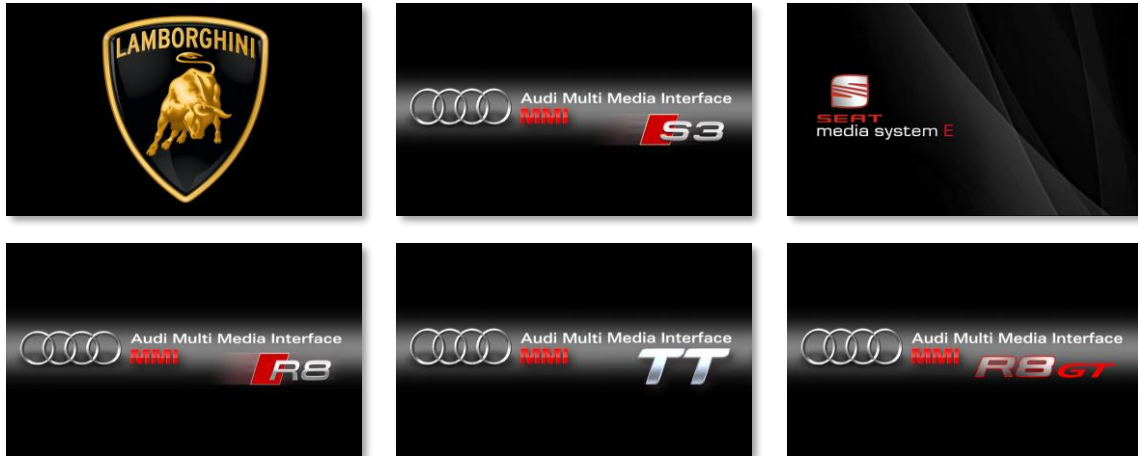 LAMBORGHINI
Audi Multi Media Interface
MMI
S3
SEAT
media system E
Audi Multi Media Interface
MMI
R8
Audi Multi Media Interface
MMI
TT
Audi Multi Media Interface
MMI
R8 GT